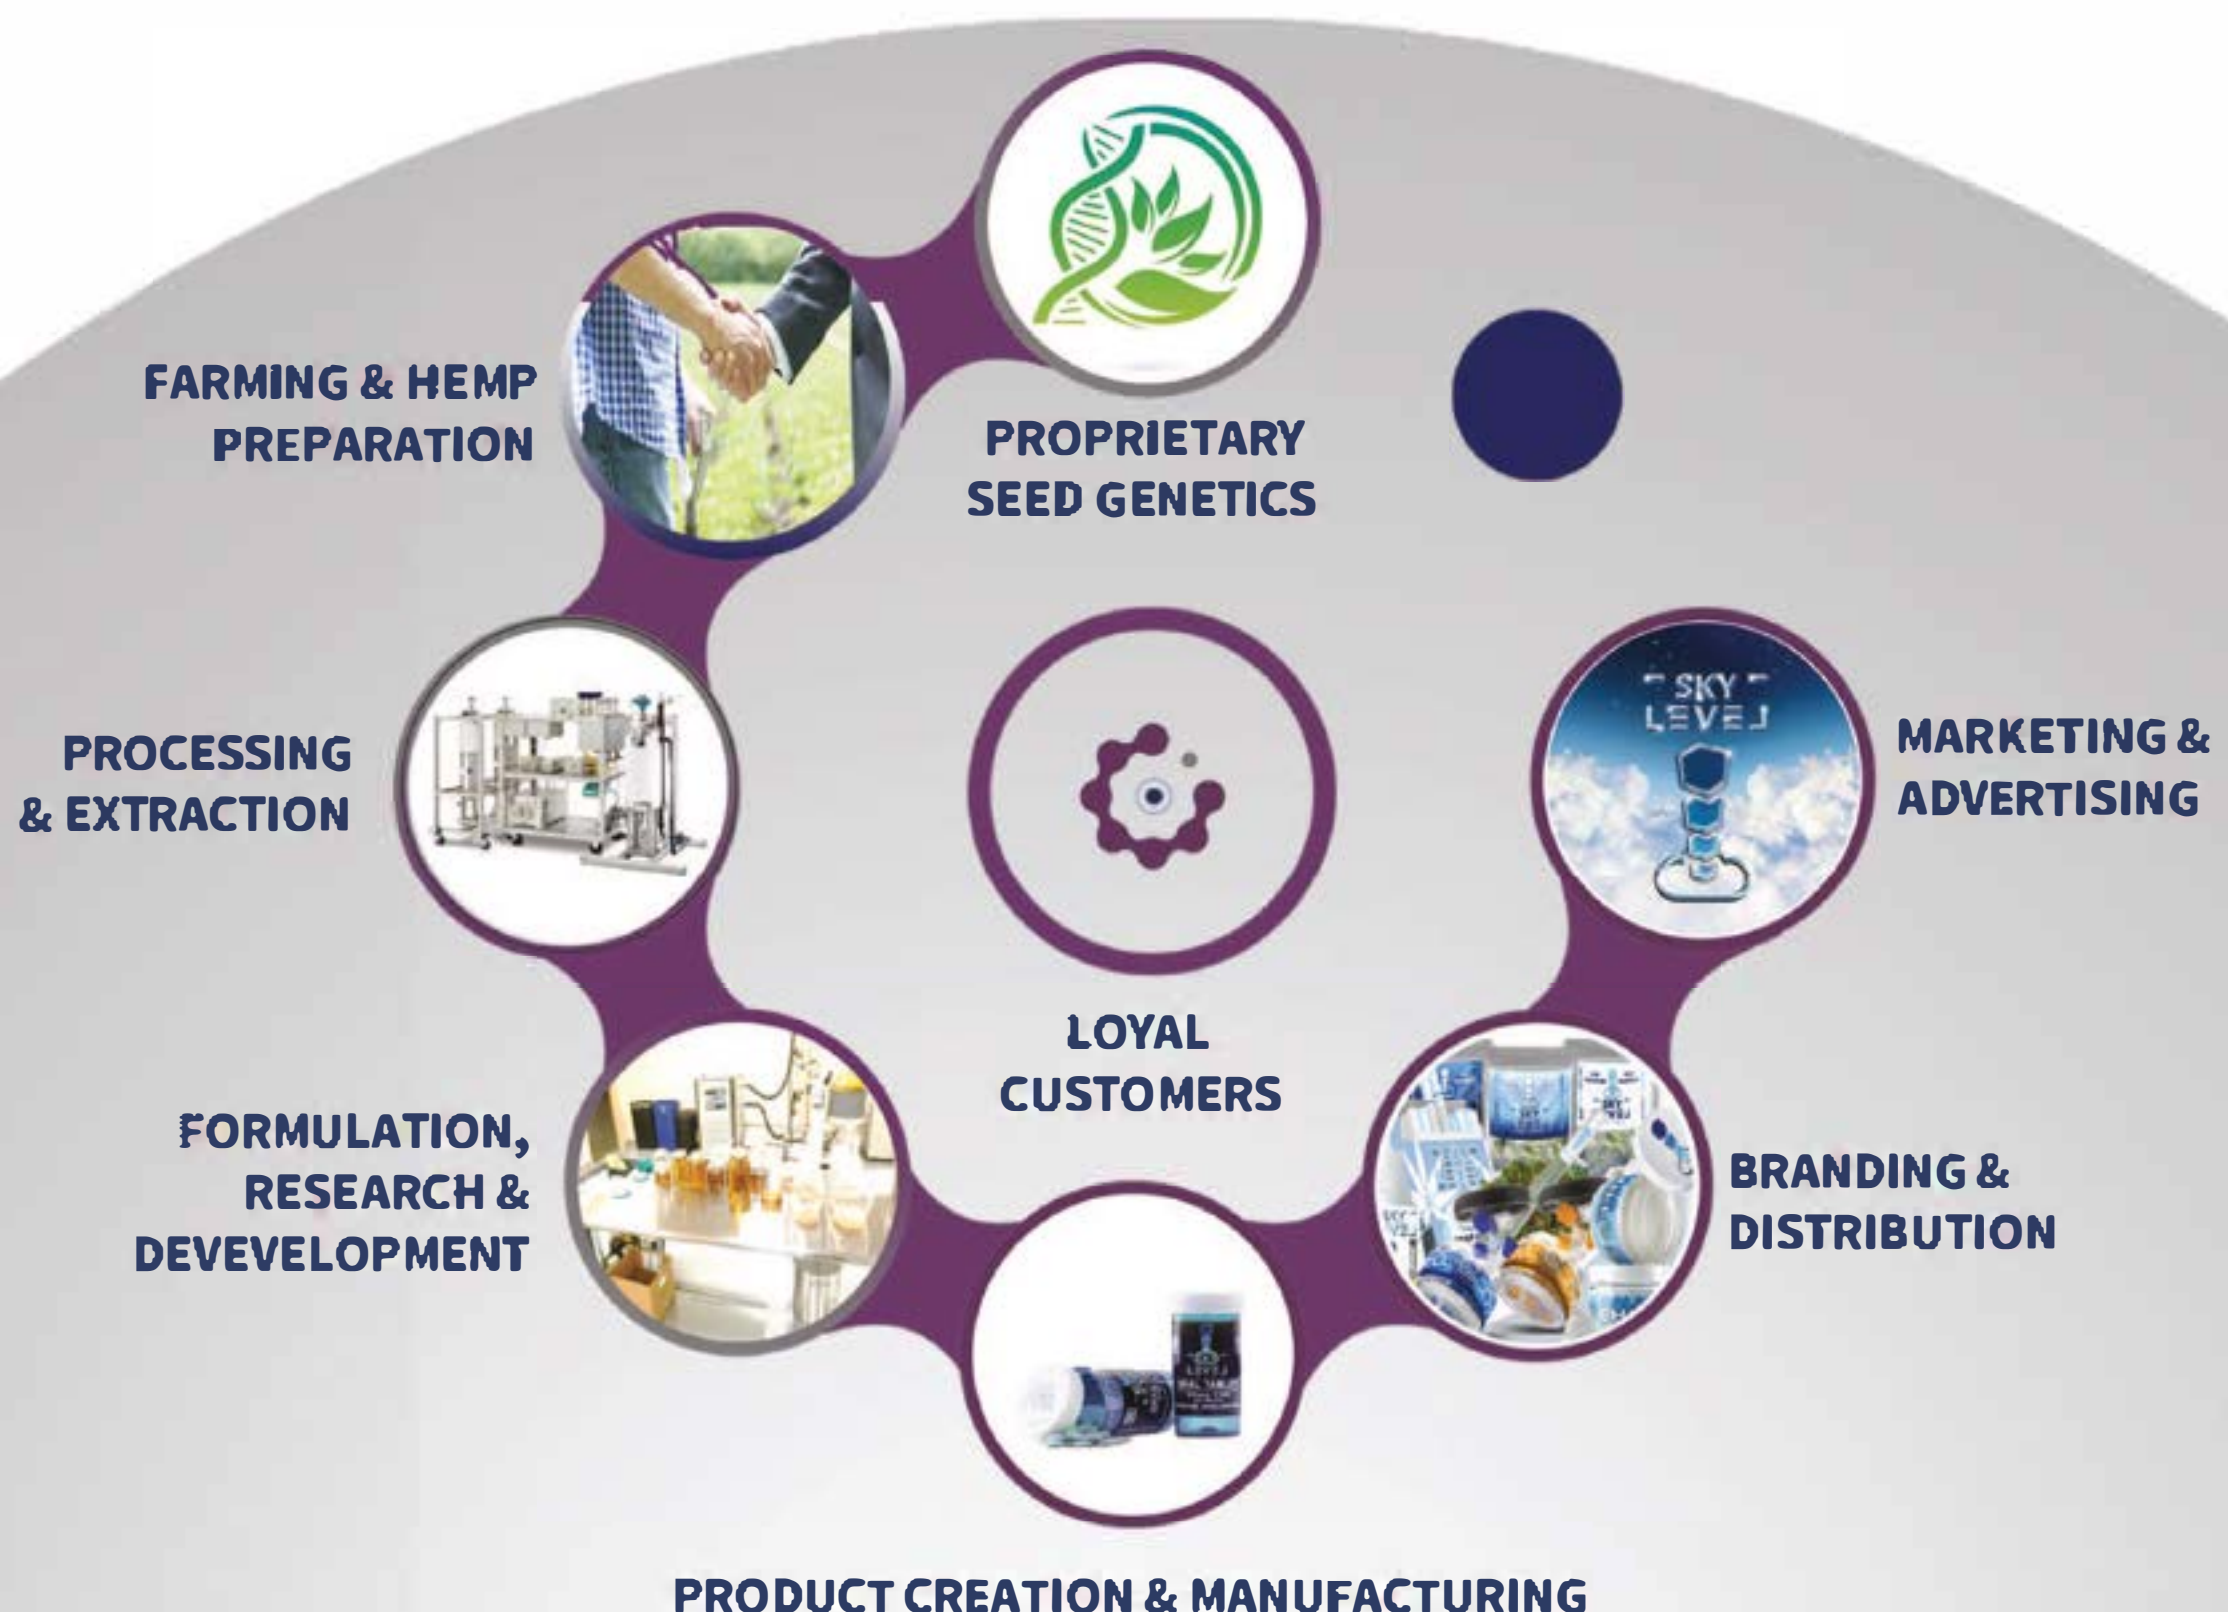 PROPRIETARY
SEED GENETICS
FARMING & HEMP
PREPARATION
PROCESSING
& EXTRACTION
FORMULATION,
RESEARCH &
DEVEVELOPMENT
PRODUCT CREATION & MANUFACTURING
BRANDING &
DISTRIBUTION
MARKETING &
ADVERTISING
SKY
LEVEL
LOYAL
CUSTOMERS